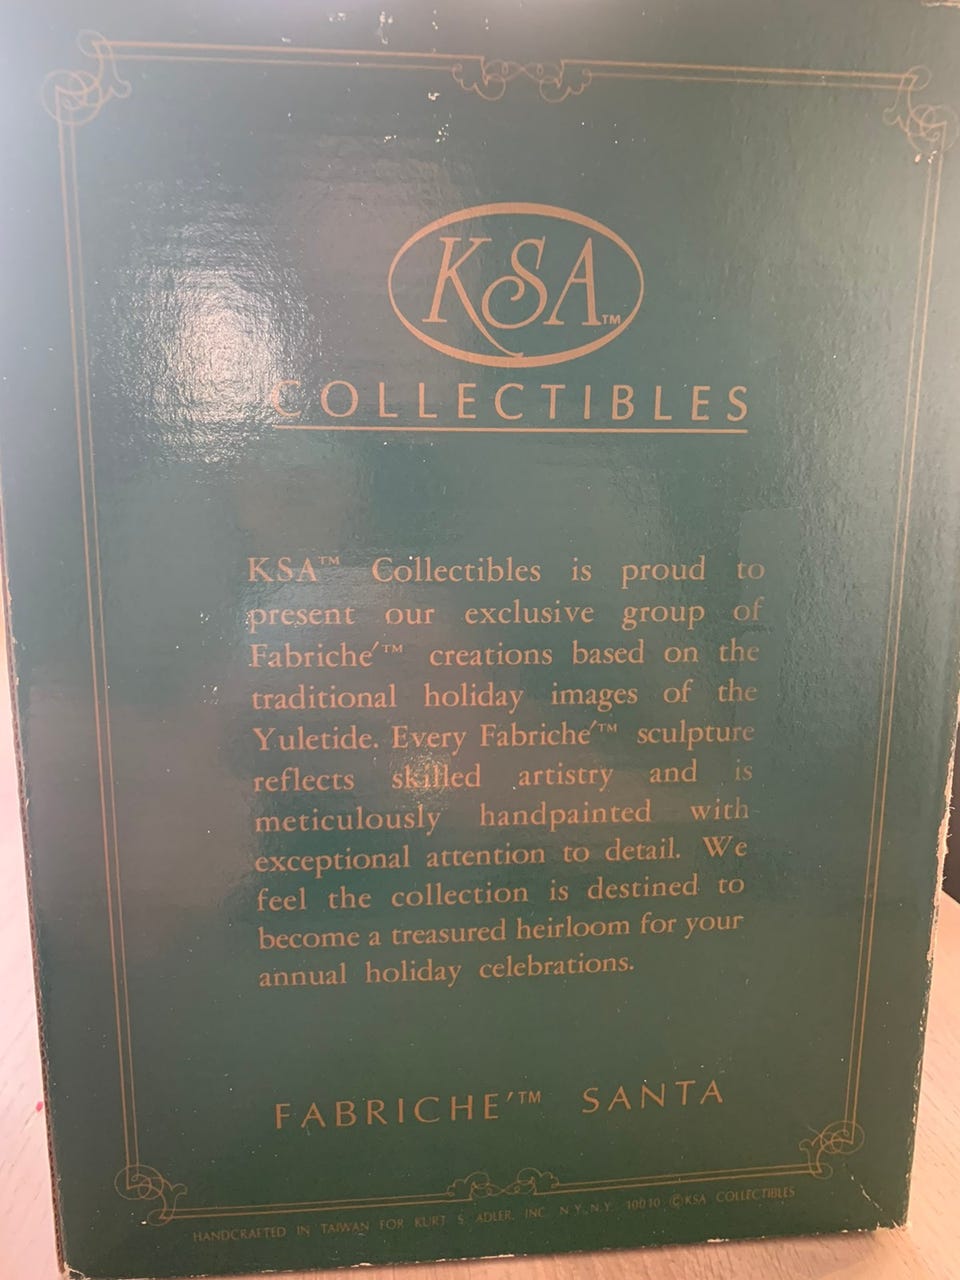 KSA™
COLLECTIBLES
KSA™ Collectibles is proud to
present our exclusive group of
Fabriche´™ creations based on the
traditional holiday images of the
Yuletide. Every Fabriche´™ sculpture
reflects skilled artistry and is
meticulously handpainted with
exceptional attention to detail. We
feel the collection is destined to
become a treasured heirloom for your
annual holiday celebrations.
FABRICHE´™ SANTA
HANDCRAFTED IN TAIWAN FOR KURT S. ADLER, INC. N.Y., N.Y. 10010 ©KSA COLLECTIBLES